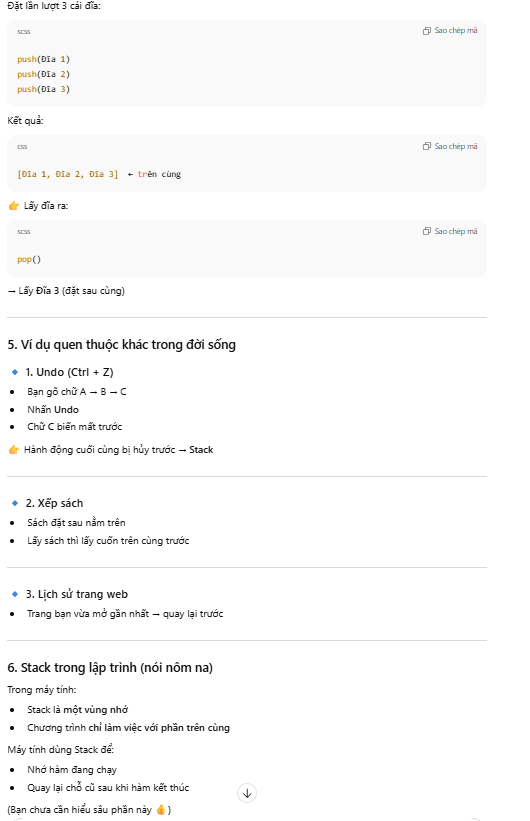 Đặt lần lượt 3 cái đĩa:
scss
Sao chép mã
push(Đĩa 1)
push(Đĩa 2)
push(Đĩa 3)
Kết quả:
css
Sao chép mã
[Đĩa 1, Đĩa 2, Đĩa 3] ← trên cùng
👉 Lấy đĩa ra:
scss
Sao chép mã
pop()
→ Lấy Đĩa 3 (đặt sau cùng)
5. Ví dụ quen thuộc khác trong đời sống
🔹 1. Undo (Ctrl + Z)
• Bạn gõ chữ A → B → C
• Nhấn Undo
• Chữ C biến mất trước
👉 Hành động cuối cùng bị hủy trước → Stack
🔹 2. Xếp sách
• Sách đặt sau nằm trên
• Lấy sách thì lấy cuốn trên cùng trước
🔹 3. Lịch sử trang web
• Trang bạn vừa mở gần nhất → quay lại trước
6. Stack trong lập trình (nói nôm na)
Trong máy tính:
• Stack là một vùng nhớ
• Chương trình chỉ làm việc với phần trên cùng
Máy tính dùng Stack để:
• Nhớ hàm đang chạy
• Quay lại chỗ cũ sau khi hàm kết thúc
(Bạn chưa cần hiểu sâu phần này 👍)